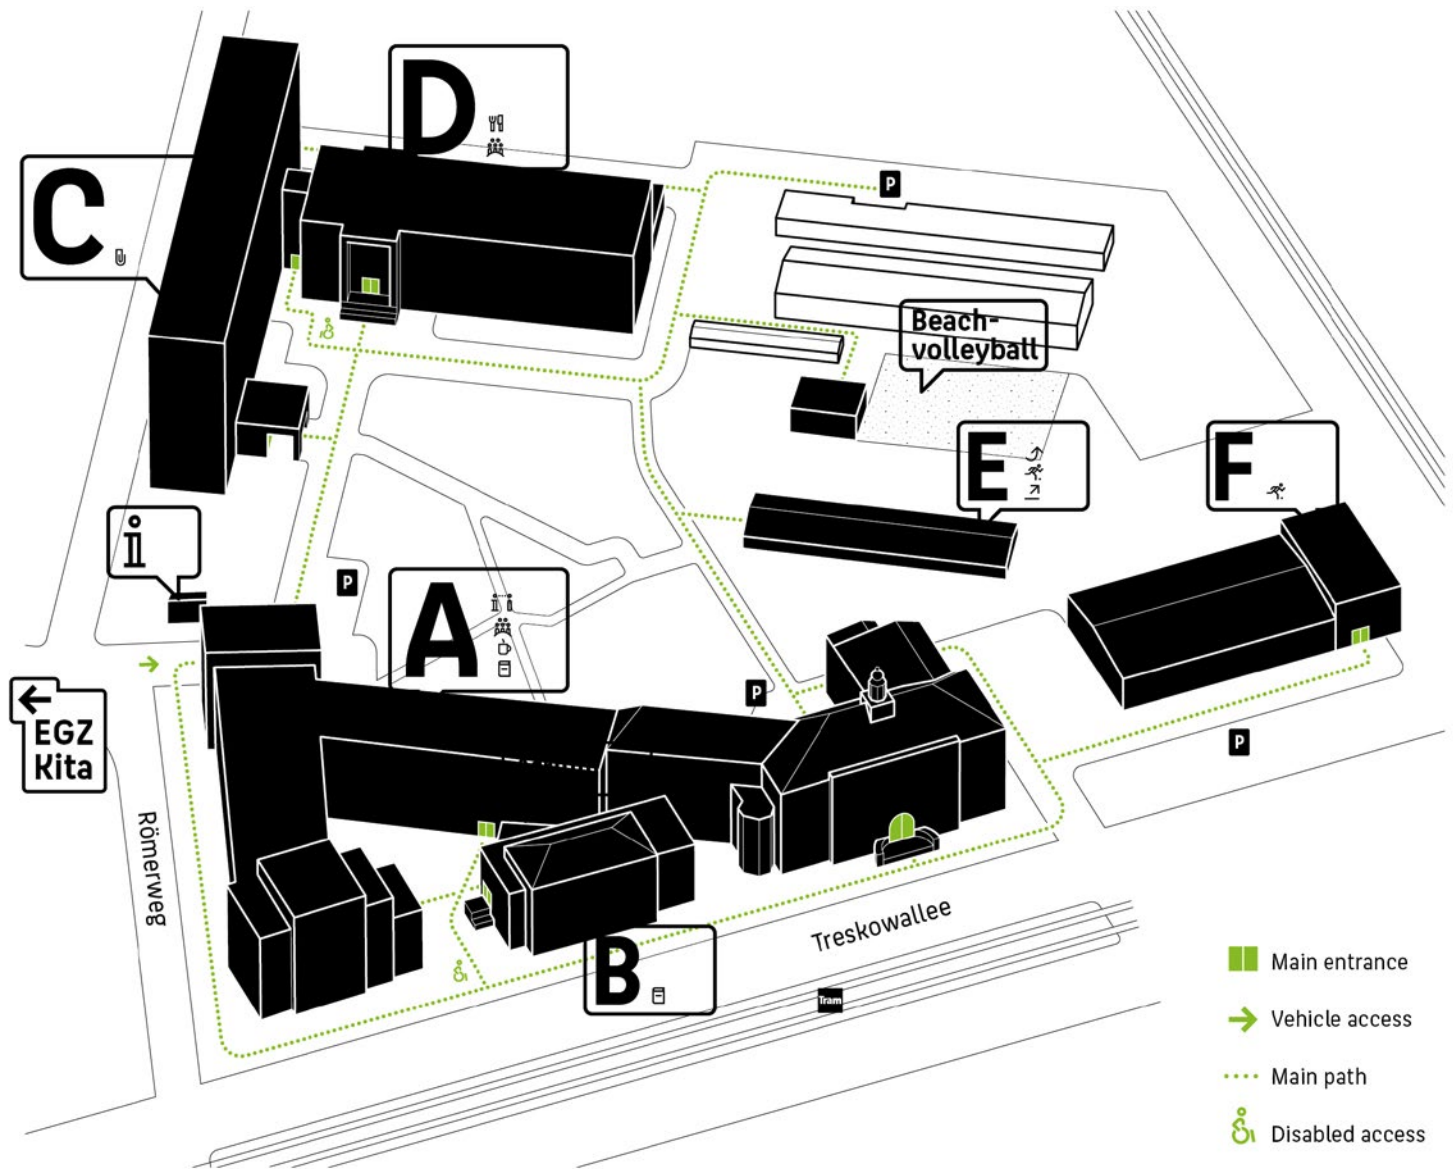 D
C
P
Beach-
volleyball
E
F
i
P
A
P
EGZ
Kita
P
Römerweg
B
Treskowallee
Tram
Main entrance
Vehicle access
Main path
Disabled access